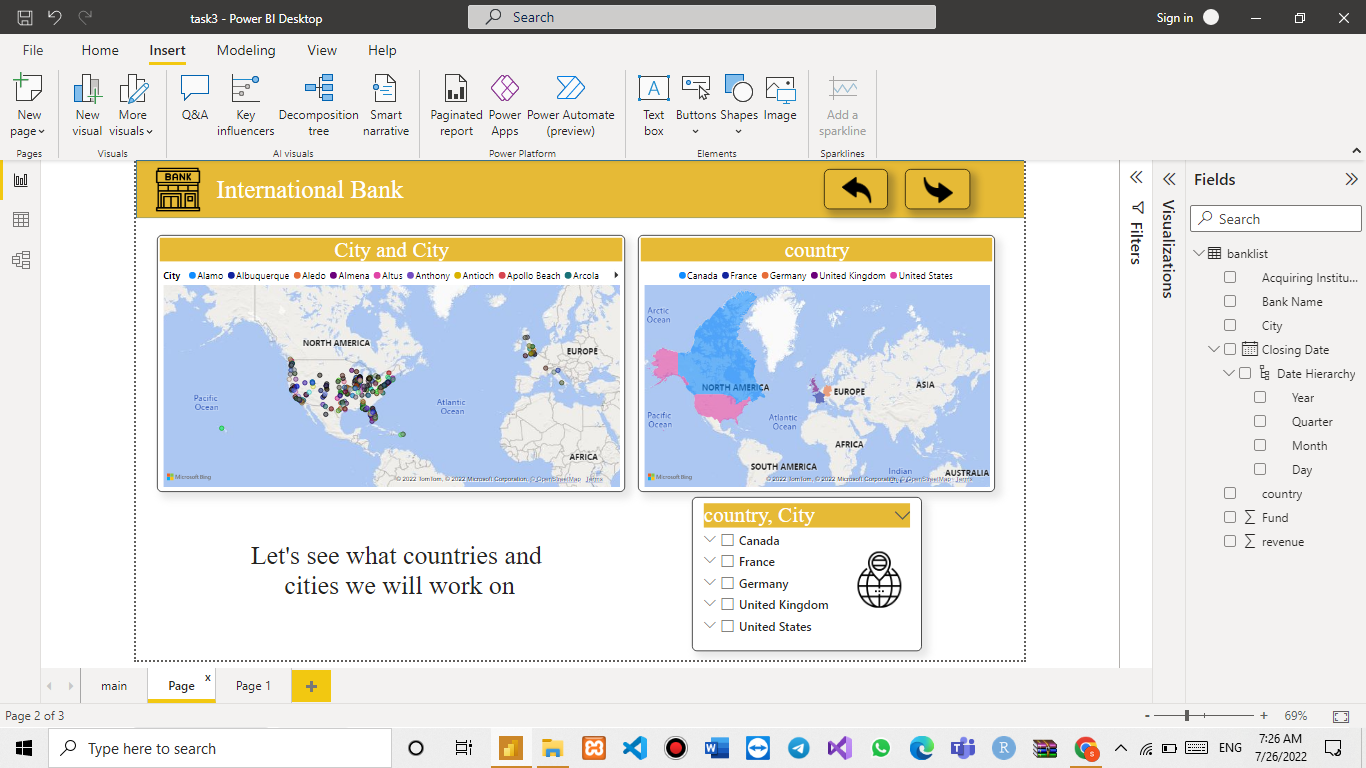 task3 - Power BI Desktop
Search
Sign in
File Home Insert Modeling View Help
New page
New visual
More visuals
Q&A
Key influencers
Decomposition tree
Smart narrative
Paginated report
Power Apps
Power Automate (preview)
Text box
Buttons
Shapes
Image
Add a sparkline
Pages Visuals AI visuals Power Platform Elements Sparklines
BANK
International Bank
City and City
City Alamo Albuquerque Aledo Almena Altus Anthony Antioch Apollo Beach Arcola
NORTH AMERICA
EUROPE
Pacific Ocean
Atlantic Ocean
AFRICA
Microsoft Bing
© 2022 TomTom, © 2022 Microsoft Corporation, © OpenStreetMap Terms
country
Canada France Germany United Kingdom United States
Arctic Ocean
NORTH AMERICA
EUROPE
ASIA
Pacific Ocean
Atlantic Ocean
AFRICA
SOUTH AMERICA
Indian
AUSTRALIA
Microsoft Bing
© 2022 TomTom, © 2022 Microsoft Corporation, © OpenStreetMap Terms
Let's see what countries and
cities we will work on
country, City
Canada
France
Germany
United Kingdom
United States
Filters
Visualizations
Fields
Search
banklist
Acquiring Institu...
Bank Name
City
Closing Date
Date Hierarchy
Year
Quarter
Month
Day
country
Fund
revenue
main Page x Page 1 +
Page 2 of 3
- + 69%
Type here to search
ENG
7:26 AM
7/26/2022